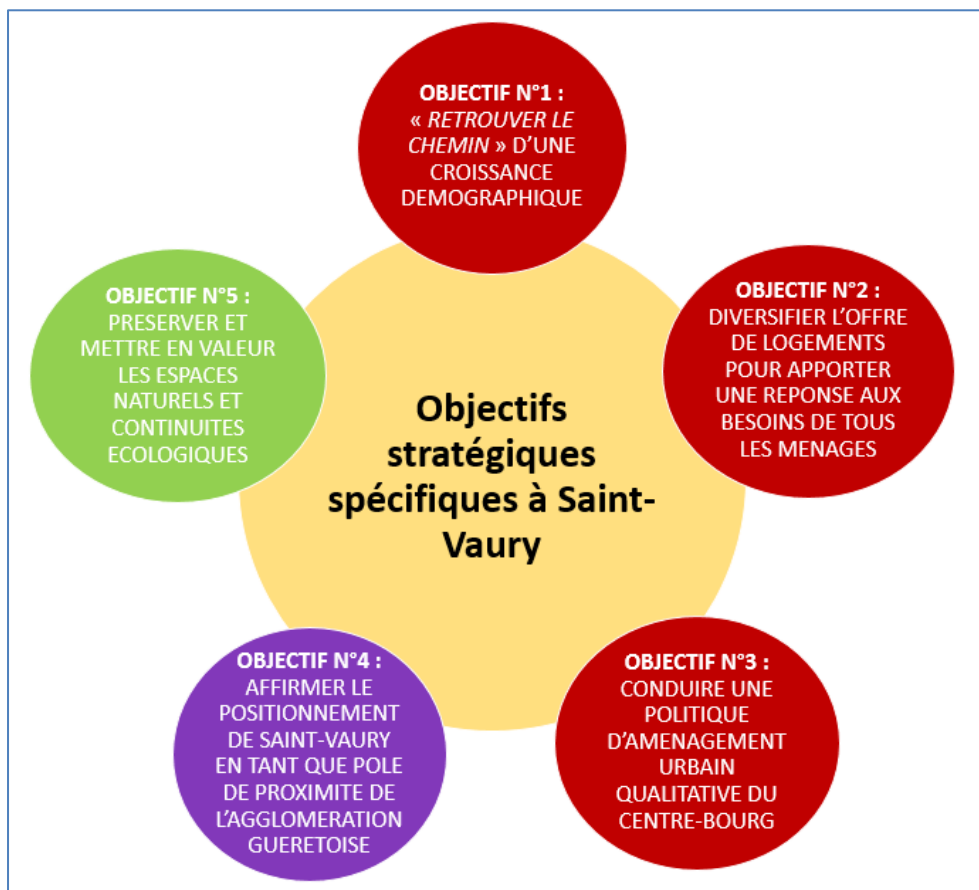 OBJECTIF N°1 :
« RETROUVER LE
CHEMIN » D'UNE
CROISSANCE
DEMOGRAPHIQUE
OBJECTIF N°2 :
DIVERSIFIER L'OFFRE
DE LOGEMENTS
POUR APPORTER
UNE REPONSE AUX
BESOINS DE TOUS
LES MENAGES
OBJECTIF N°3 :
CONDUIRE UNE
POLITIQUE
D'AMENAGEMENT
URBAIN
QUALITATIVE DU
CENTRE-BOURG
OBJECTIF N°4 :
AFFIRMER LE
POSITIONNEMENT
DE SAINT-VAURY
EN TANT QUE POLE
DE PROXIMITE DE
L'AGGLOMERATION
GUERETOISE
OBJECTIF N°5 :
PRESERVER ET
METTRE EN VALEUR
LES ESPACES
NATURELS ET
CONTINUITES
ECOLOGIQUES
Objectifs
stratégiques
spécifiques à Saint-
Vaury